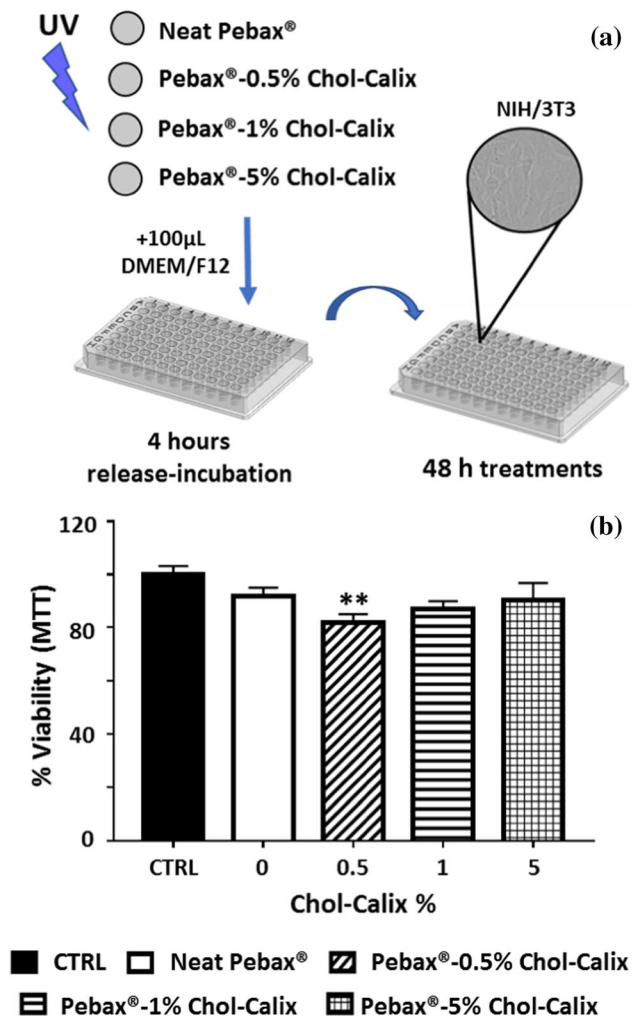 UV
Neat Pebax®
(a)
Pebax®-0.5% Chol-Calix
Pebax®-1% Chol-Calix
Pebax®-5% Chol-Calix
NIH/3T3
+100µL
DMEM/F12
4 hours
release-incubation
48 h treatments
(b)
% Viability (MTT)
120
80
40
0
**
CTRL 0 0.5 1 5
Chol-Calix %
CTRL Neat Pebax® Pebax®-0.5% Chol-Calix
Pebax®-1% Chol-Calix Pebax®-5% Chol-Calix